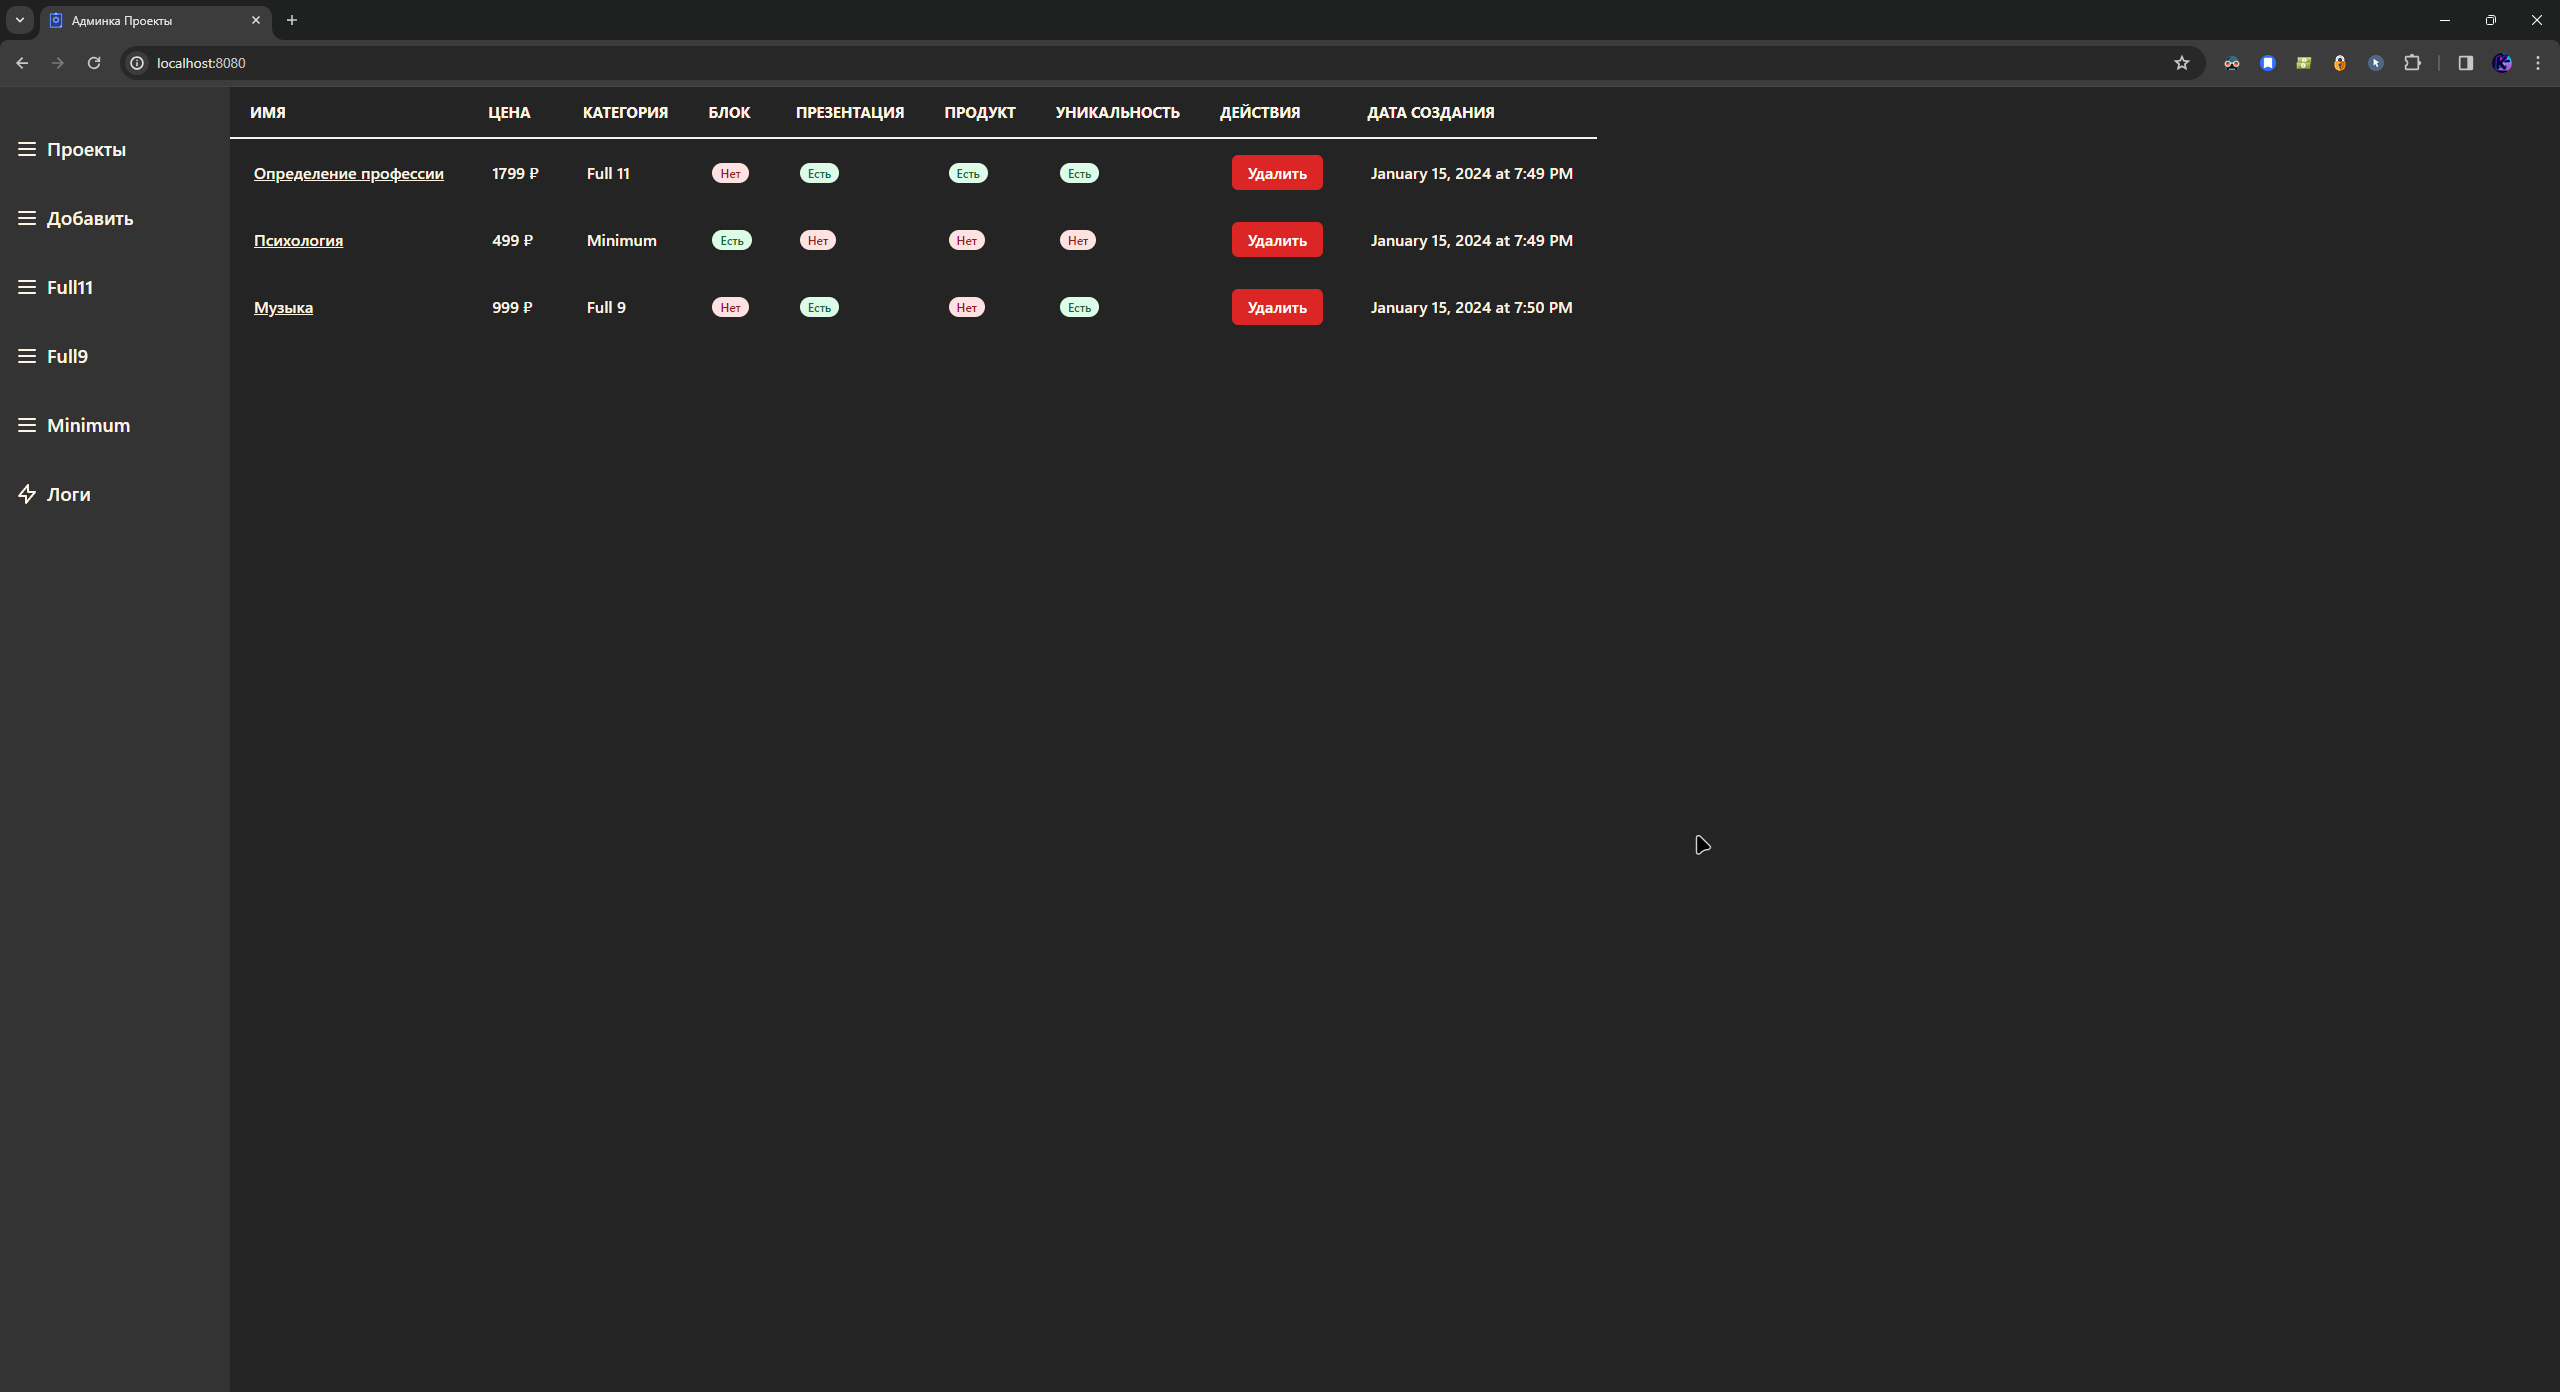 Админка Проекты
localhost:8080
ИМЯ ЦЕНА КАТЕГОРИЯ БЛОК ПРЕЗЕНТАЦИЯ ПРОДУКТ УНИКАЛЬНОСТЬ ДЕЙСТВИЯ ДАТА СОЗДАНИЯ
Проекты
Добавить
Full11
Full9
Minimum
Логи
Определение профессии 1799 ₽ Full 11 Нет Есть Есть Есть Удалить January 15, 2024 at 7:49 PM
Психология 499 ₽ Minimum Есть Нет Нет Нет Удалить January 15, 2024 at 7:49 PM
Музыка 999 ₽ Full 9 Нет Есть Нет Есть Удалить January 15, 2024 at 7:50 PM